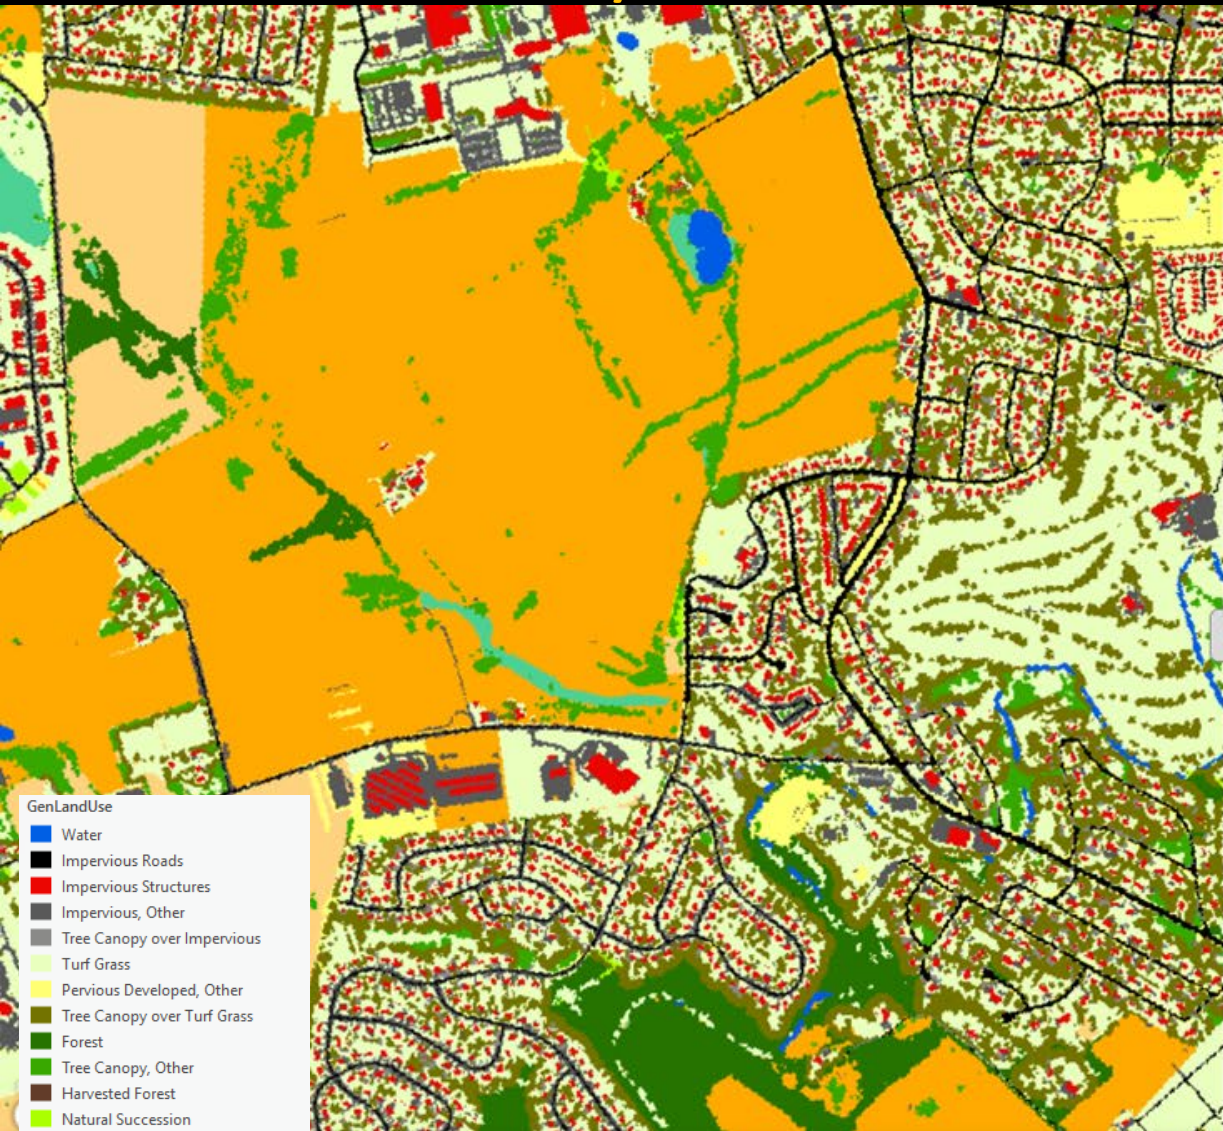 GenLandUse
Water
Impervious Roads
Impervious Structures
Impervious, Other
Tree Canopy over Impervious
Turf Grass
Pervious Developed, Other
Tree Canopy over Turf Grass
Forest
Tree Canopy, Other
Harvested Forest
Natural Succession